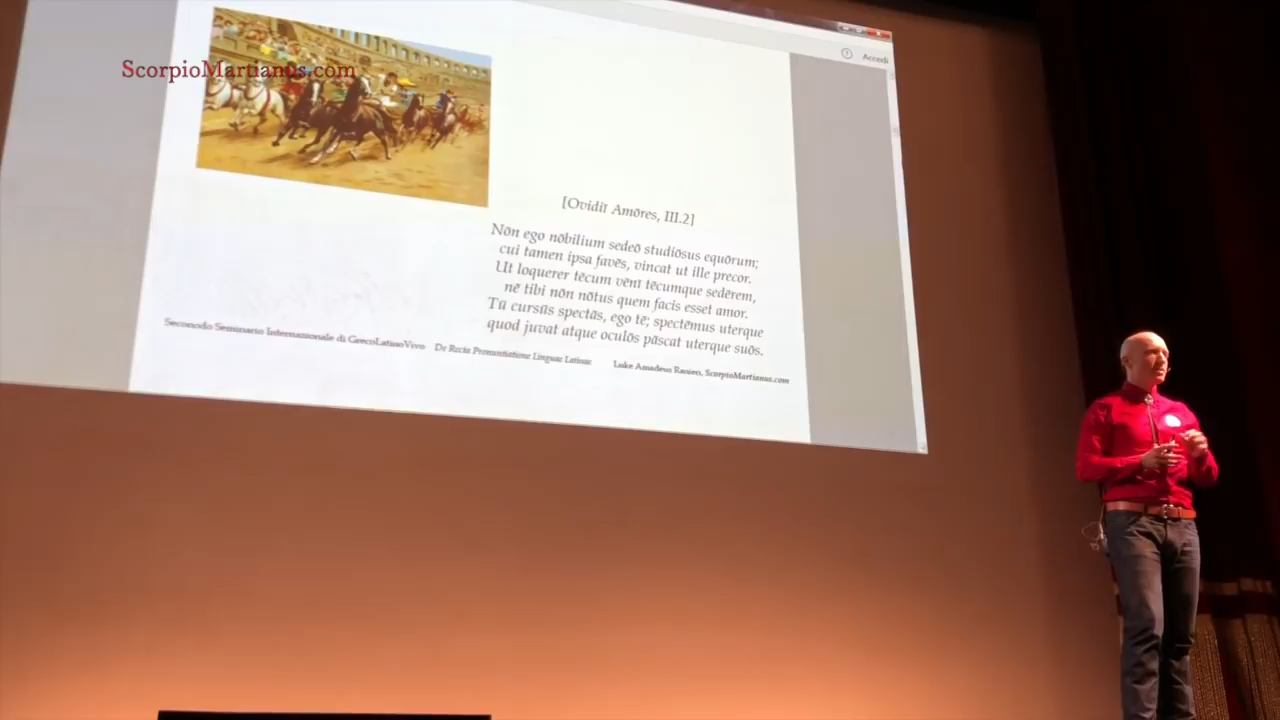 Accedi
ScorpioMartianus.com
[Ovidiī Amōres, III.2]
Nōn ego nōbilium sedeō studiōsus equōrum;
cui tamen ipsa favēs, vincat ut ille precor.
Ut loquerer tēcum vēnī tēcumque sedērem,
nē tibi nōn nōtus quem facis esset amor.
Tū cursūs spectās, ego tē; spectēmus uterque
quod juvat atque oculōs pāscat uterque suōs.
Seconodo Seminario Internazionale di GrecoLatinoVivo De Recta Pronuntiatione Linguae Latinae Luke Amadeus Ranieri, ScorpioMartianus.com